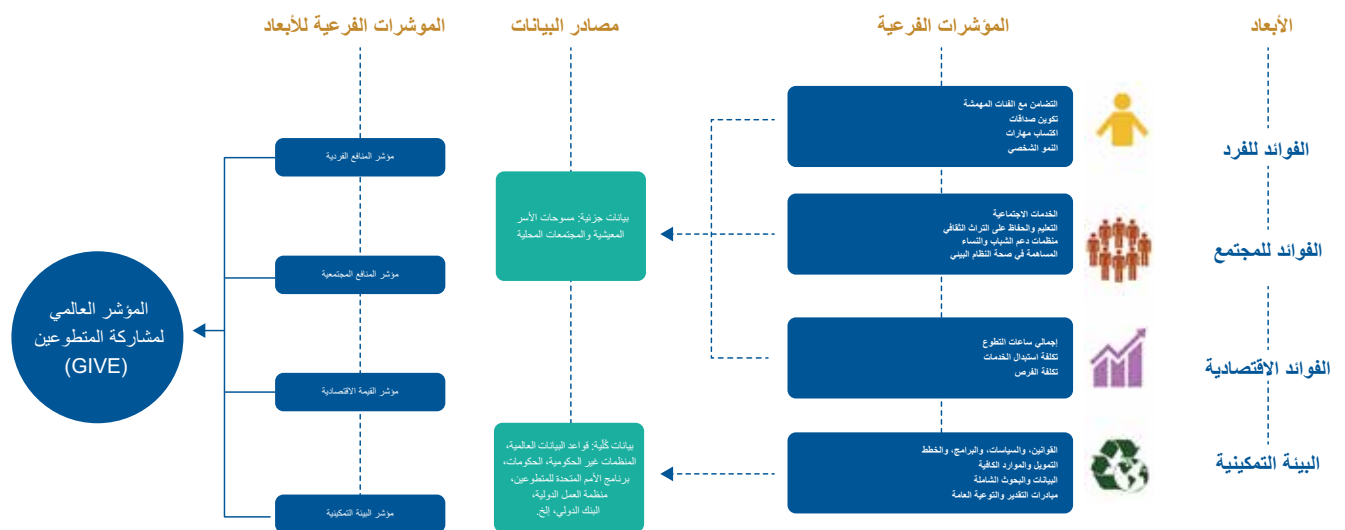 الأبعاد
المؤشرات الفرعية
مصادر البيانات
الموشرات الفرعية للأبعاد
الفوائد للفرد
التضامن مع الفئات المهمشة
تكوين صداقات
اكتساب مهارات
النمو الشخصي
الفوائد للمجتمع
الخدمات الاجتماعية
التعليم والحفاظ على التراث الثقافي
منظمات دعم الشباب والنساء
المساهمة في صحة النظام البيئي
الفوائد الاقتصادية
إجمالي ساعات التطوع
تكلفة استبدال الخدمات
تكلفة الفرص
البيئة التمكينية
القوانين، والسياسات، والبرامج، والخطط
التمويل والموارد الكافية
البيانات والبحوث الشاملة
مبادرات التقدير والتوعية العامة
بيانات جزئية: مسوحات الأسر
المعيشية والمجتمعات المحلية
بيانات كُلّية: قواعد البيانات العالمية،
المنظمات غير الحكومية، الحكومات،
برنامج الأمم المتحدة للمتطوعين،
منظمة العمل الدولية،
البنك الدولي، إلخ.
مؤشر المنافع الفردية
مؤشر المنافع المجتمعية
مؤشر القيمة الاقتصادية
مؤشر البيئة التمكينية
المؤشر العالمي
لمشاركة المتطوعين
(GIVE)